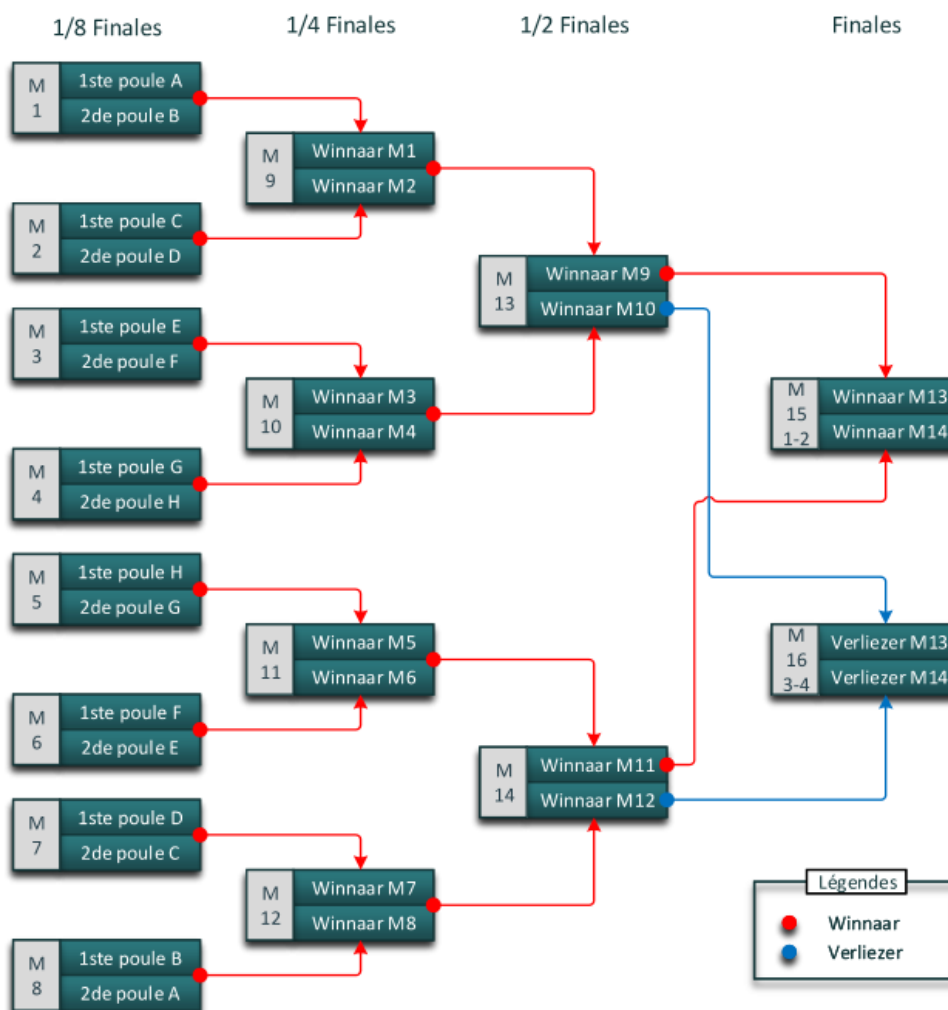 1/8 Finales
1/4 Finales
1/2 Finales
Finales
M
1
1ste poule A
2de poule B
M
2
1ste poule C
2de poule D
M
3
1ste poule E
2de poule F
M
4
1ste poule G
2de poule H
M
5
1ste poule H
2de poule G
M
6
1ste poule F
2de poule E
M
7
1ste poule D
2de poule C
M
8
1ste poule B
2de poule A
M
9
Winnaar M1
Winnaar M2
M
10
Winnaar M3
Winnaar M4
M
11
Winnaar M5
Winnaar M6
M
12
Winnaar M7
Winnaar M8
M
13
Winnaar M9
Winnaar M10
M
14
Winnaar M11
Winnaar M12
M
15
1-2
Winnaar M13
Winnaar M14
M
16
3-4
Verliezer M13
Verliezer M14
Légendes
Winnaar
Verliezer